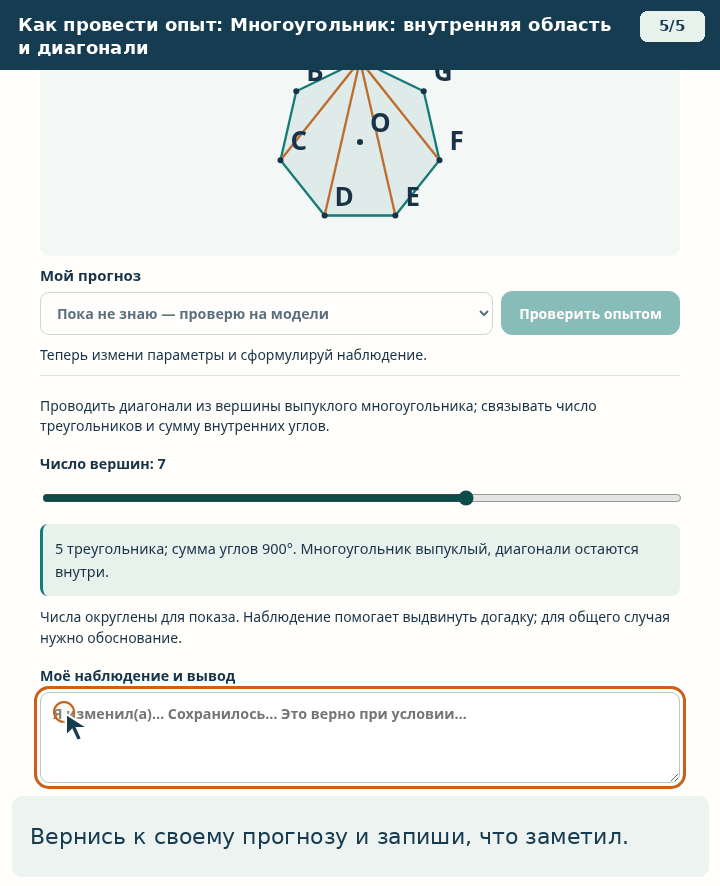 Как провести опыт: Многоугольник: внутренняя область
и диагонали
5/5
B
G
C
O
F
D
E
Мой прогноз
Пока не знаю — проверю на модели
Проверить опытом
Теперь измени параметры и сформулируй наблюдение.
Проводить диагонали из вершины выпуклого многоугольника; связывать число
треугольников и сумму внутренних углов.
Число вершин: 7
5 треугольника; сумма углов 900°. Многоугольник выпуклый, диагонали остаются
внутри.
Числа округлены для показа. Наблюдение помогает выдвинуть догадку; для общего случая
нужно обоснование.
Моё наблюдение и вывод
Я изменил(а)... Сохранилось... Это верно при условии...
Вернись к своему прогнозу и запиши, что заметил.